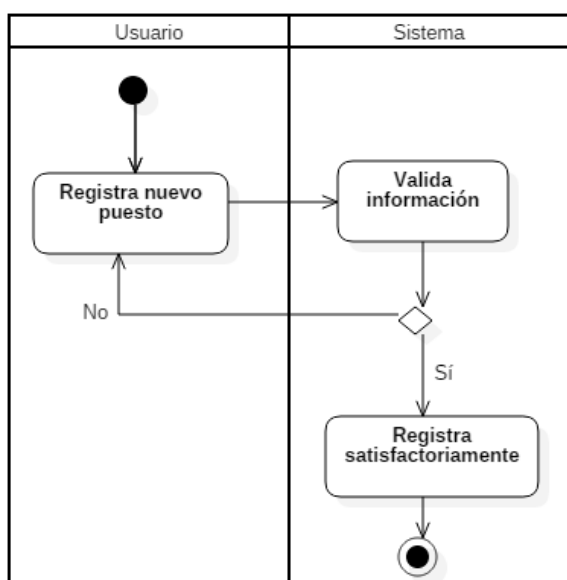 Usuario
Sistema
Registra nuevo
puesto
Valida
información
No
Sí
Registra
satisfactoriamente